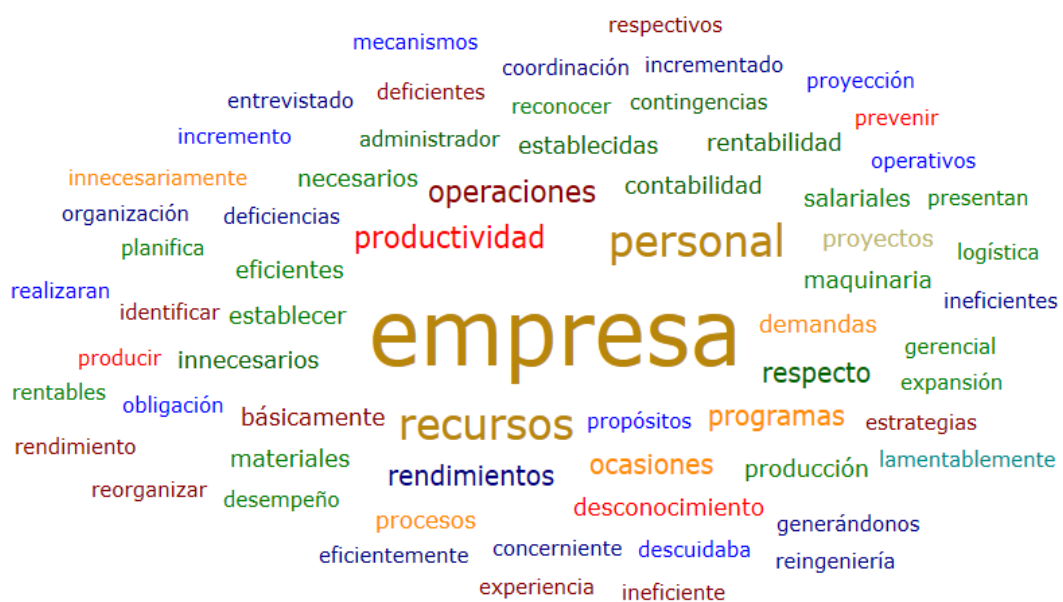 respectivos
mecanismos
coordinación
incrementado
proyección
entrevistado
deficientes
reconocer
contingencias
prevenir
incremento
administrador
establecidas
rentabilidad
operativos
innecesariamente
necesarios
operaciones
contabilidad
salariales
presentan
organización
deficiencias
productividad
personal
proyectos
logística
planifica
eficientes
maquinaria
realizaran
identificar
establecer
empresa
demandas
ineficientes
producir
innecesarios
respecto
gerencial
expansión
rentables
obligación
básicamente
recursos
propósitos
programas
estrategias
rendimiento
materiales
rendimientos
ocasiones
producción
lamentablemente
reorganizar
desempeño
procesos
desconocimiento
generándonos
eficientemente
concerniente
descuidaba
reingeniería
experiencia
ineficiente